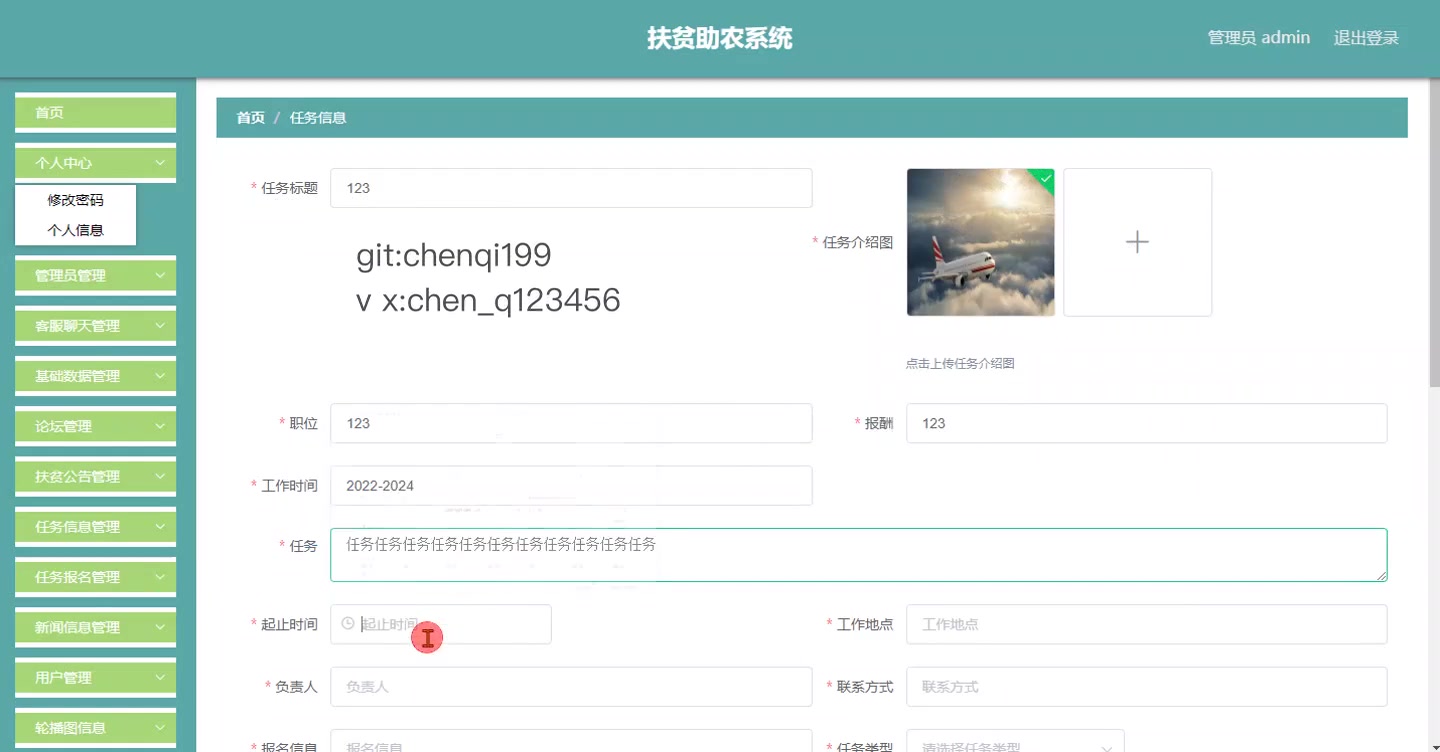 扶贫助农系统
管理员 admin
退出登录
首页
个人中心
修改密码
个人信息
管理员管理
客服聊天管理
基础数据管理
论坛管理
扶贫公告管理
任务信息管理
任务报名管理
新闻信息管理
用户管理
轮播图信息
首页 / 任务信息
* 任务标题 123
git:chenqi199
v x:chen_q123456
* 任务介绍图
点击上传任务介绍图
* 职位 123
* 报酬 123
* 工作时间 2022-2024
* 任务 任务任务任务任务任务任务任务任务任务任务任务
* 起止时间 起止时间
* 工作地点 工作地点
* 负责人 负责人
* 联系方式 联系方式
* 报名信息 报名信息
* 任务类型 请选择任务类型